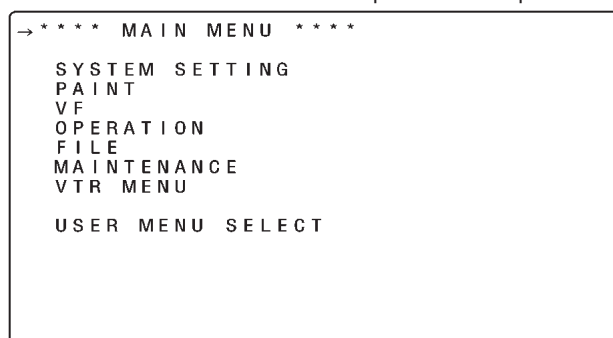 →**** MAIN MENU ****
SYSTEM SETTING
PAINT
VF
OPERATION
FILE
MAINTENANCE
VTR MENU
USER MENU SELECT